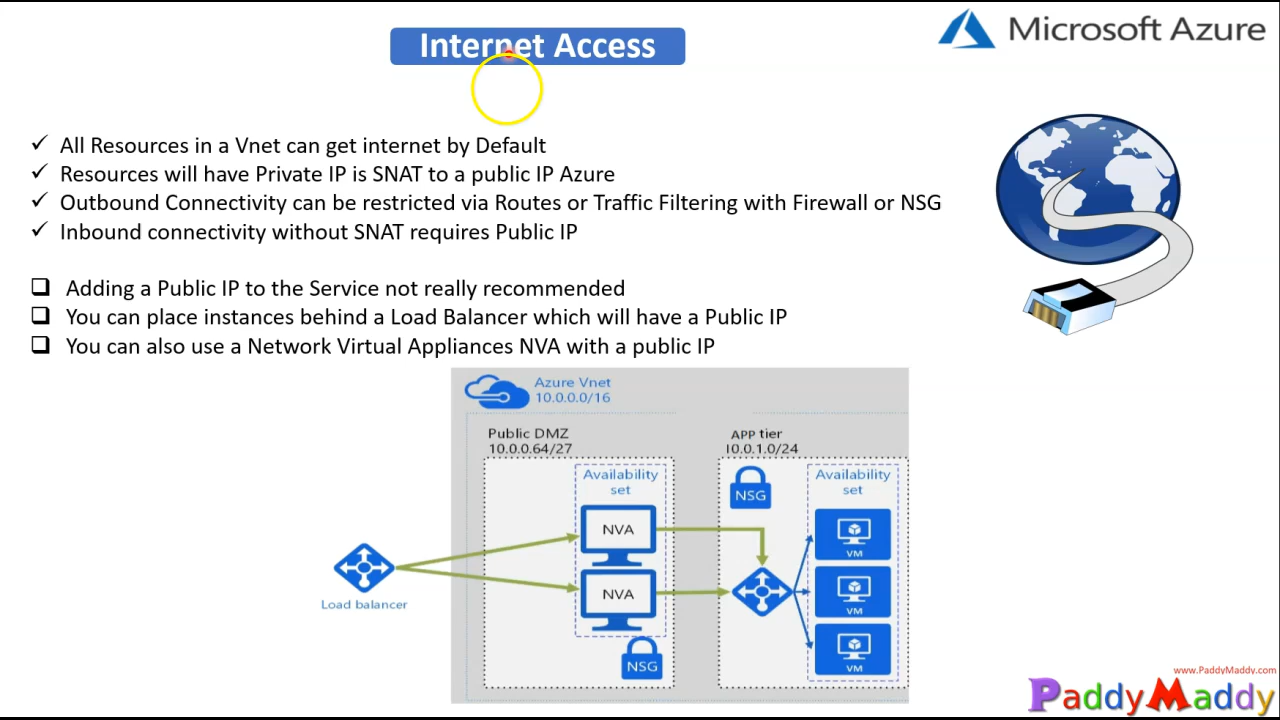 Internet Access
Microsoft Azure
All Resources in a Vnet can get internet by Default
Resources will have Private IP is SNAT to a public IP Azure
Outbound Connectivity can be restricted via Routes or Traffic Filtering with Firewall or NSG
Inbound connectivity without SNAT requires Public IP
Adding a Public IP to the Service not really recommended
You can place instances behind a Load Balancer which will have a Public IP
You can also use a Network Virtual Appliances NVA with a public IP
Azure Vnet
10.0.0.0/16
Public DMZ
10.0.0.64/27
Availability
set
NVA
NVA
NSG
Load balancer
APP tier
10.0.1.0/24
NSG
Availability
set
VM
VM
VM
www.PaddyMaddy.com
PaddyMaddy